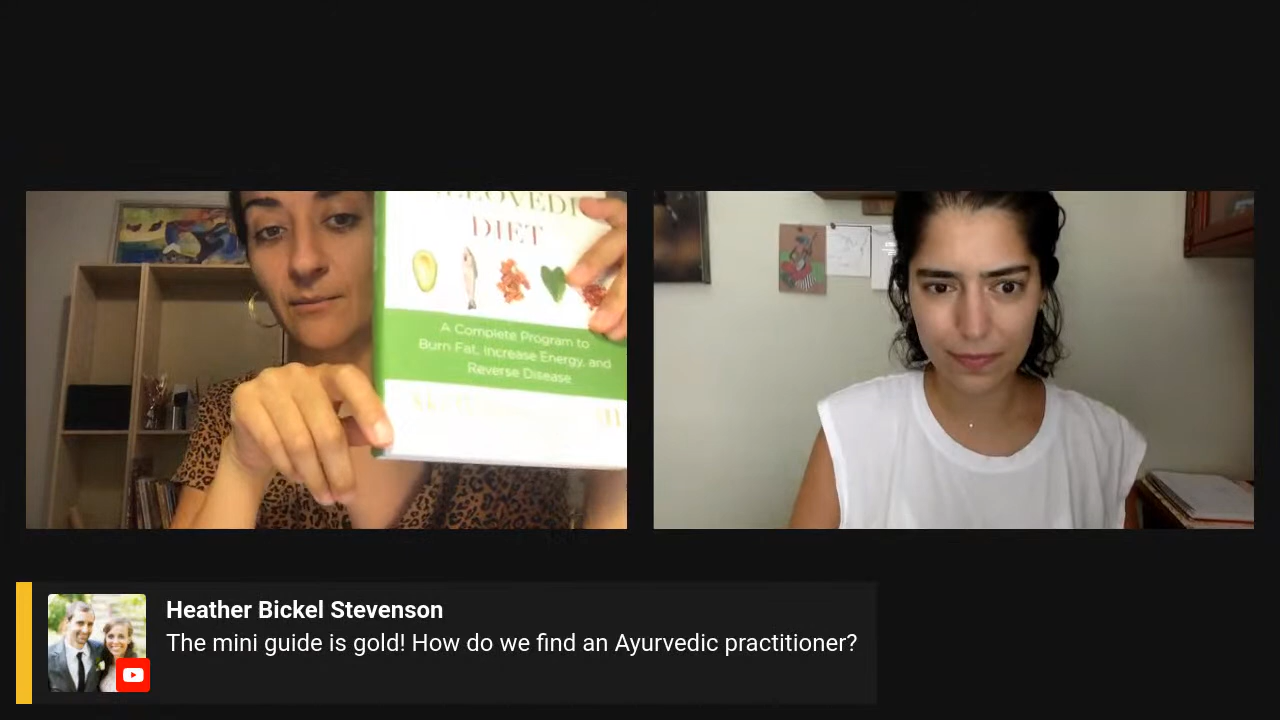 DIET
A Complete Program to
Burn Fat, Increase Energy, and
Reverse Disease
Heather Bickel Stevenson
The mini guide is gold! How do we find an Ayurvedic practitioner?